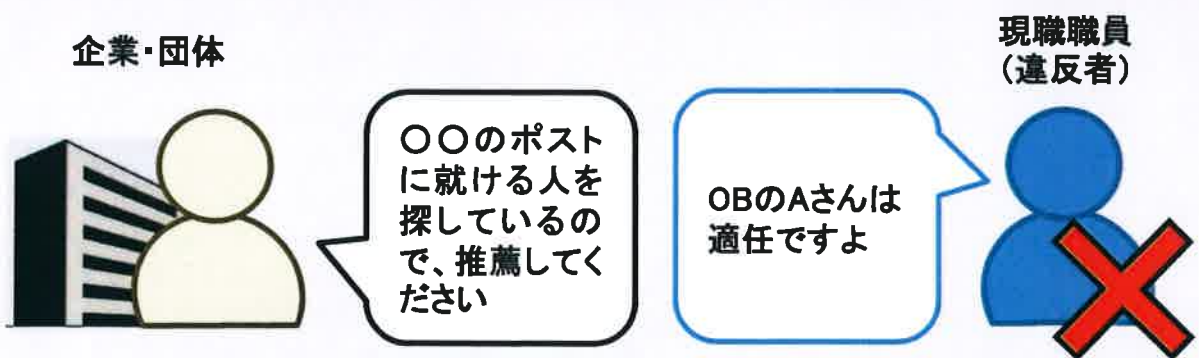 企業・団体
現職職員
（違反者）
〇〇のポスト
に就ける人を
探しているの
で、推薦してく
ださい
OBのAさんは
適任ですよ